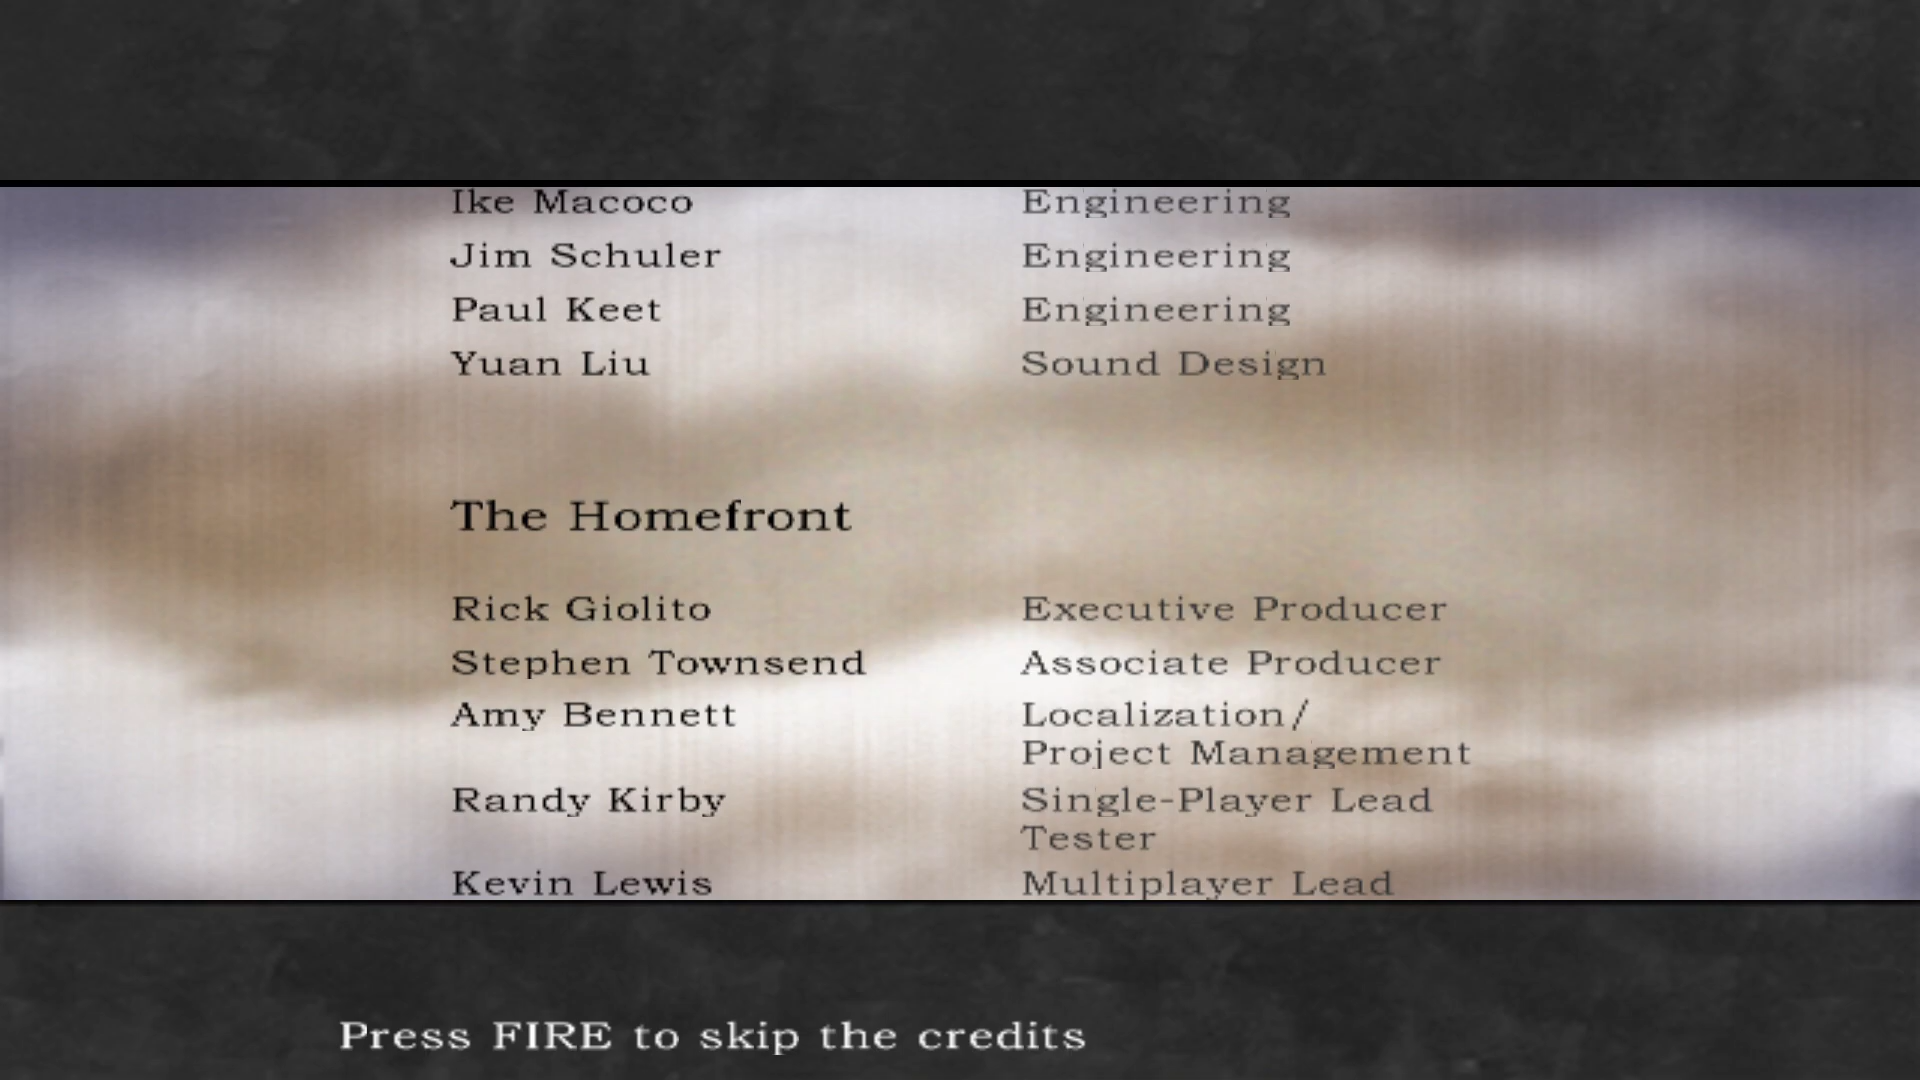 Ike Macoco Engineering
Jim Schuler Engineering
Paul Keet Engineering
Yuan Liu Sound Design
The Homefront
Rick Giolito Executive Producer
Stephen Townsend Associate Producer
Amy Bennett Localization/
Project Management
Randy Kirby Single-Player Lead
Tester
Kevin Lewis Multiplayer Lead
Press FIRE to skip the credits